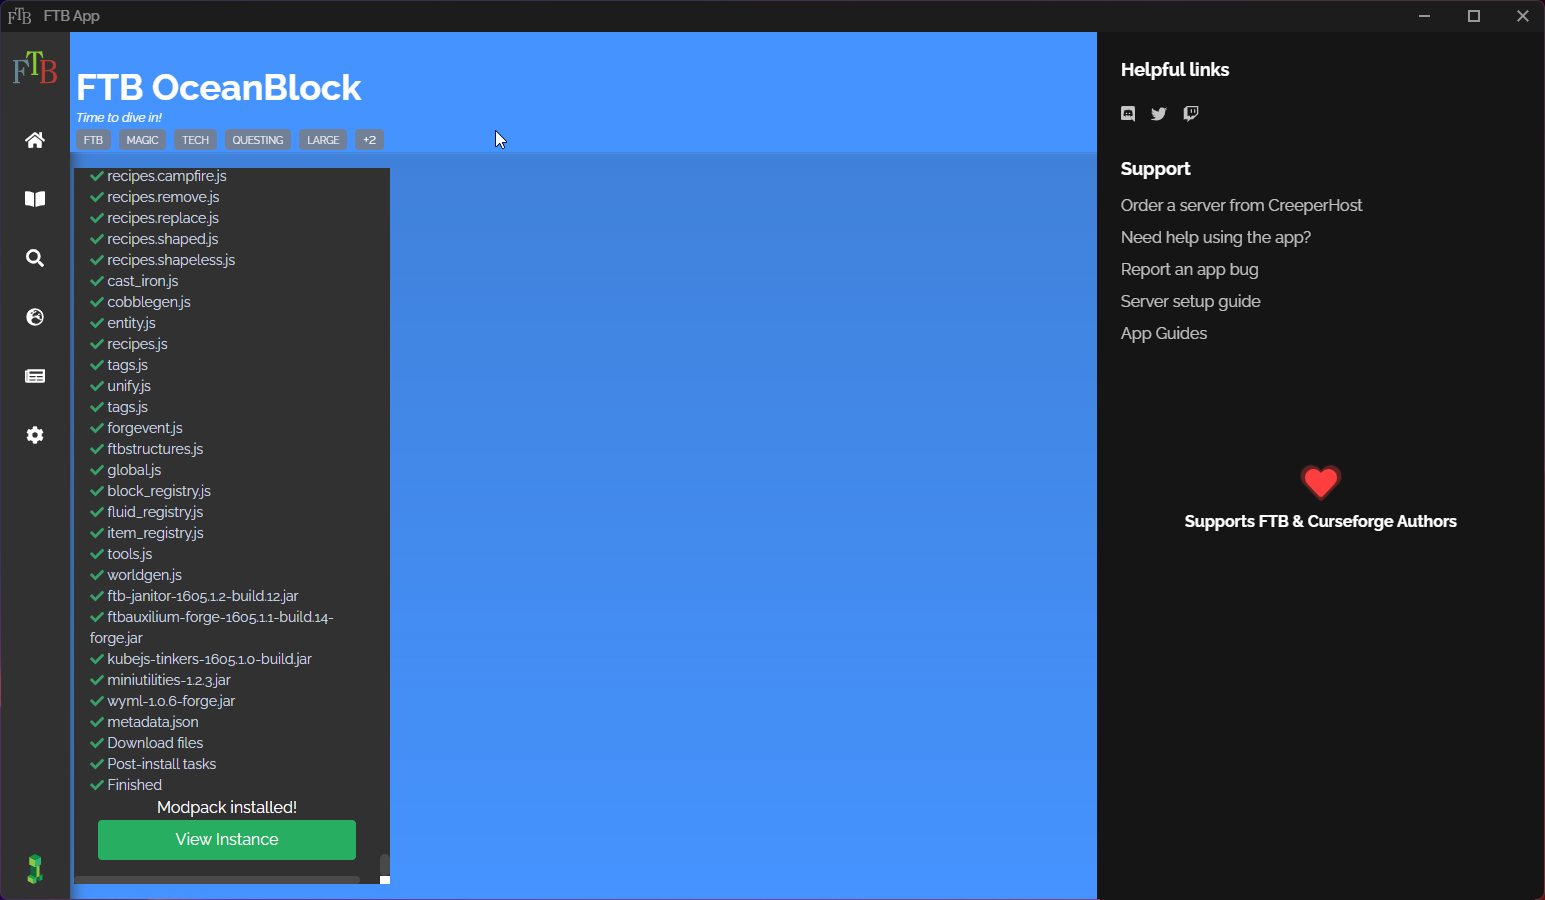 FTB
FTB App
FTB
FTB OceanBlock
Time to dive in!
FTB
MAGIC
TECH
QUESTING
LARGE
+2
recipes.campfire.js
recipes.remove.js
recipes.replace.js
recipes.shaped.js
recipes.shapeless.js
cast_iron.js
cobblegen.js
entity.js
recipes.js
tags.js
unify.js
tags.js
forgevent.js
ftbstructures.js
global.js
block_registry.js
fluid_registry.js
item_registry.js
tools.js
worldgen.js
ftb-janitor-1605.1.2-build.12.jar
ftbauxilium-forge-1605.1.1-build.14-
forge.jar
kubejs-tinkers-1605.1.0-build.jar
miniutilities-1.2.3.jar
wyml-1.0.6-forge.jar
metadata.json
Download files
Post-install tasks
Finished
Modpack installed!
View Instance
Helpful links
Support
Order a server from CreeperHost
Need help using the app?
Report an app bug
Server setup guide
App Guides
Supports FTB & Curseforge Authors